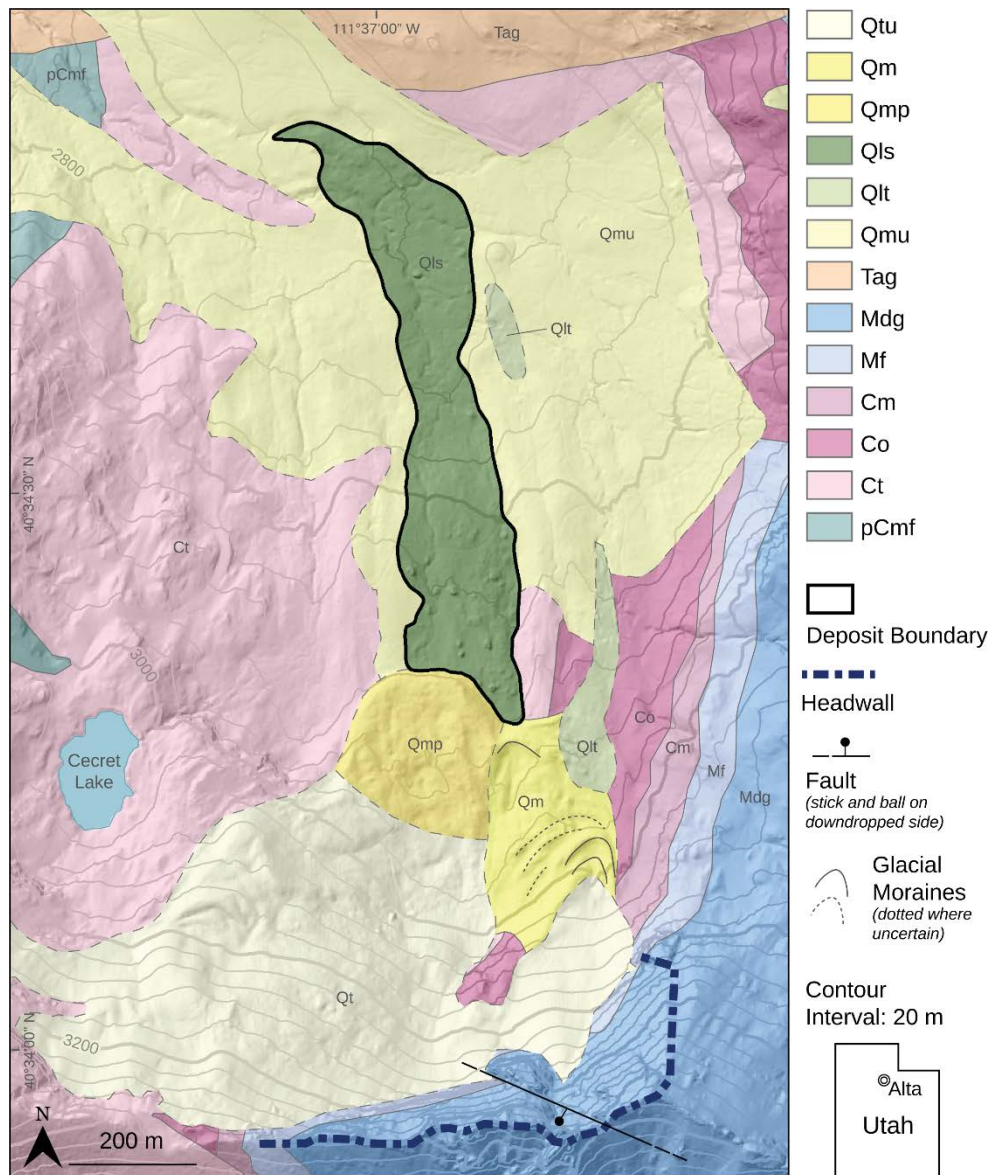 111°37'00" W
Tag
pCmf
2800
Qmu
Qls
Qlt
40°34'30" N
Ct
3000
Cecret
Lake
Qmp
Qm
Qlt
Co
Cm
Mf
Mdg
Qt
3200
40°34'00" N
N
200 m
Qtu
Qm
Qmp
Qls
Qlt
Qmu
Tag
Mdg
Mf
Cm
Co
Ct
pCmf
Deposit Boundary
Headwall
Fault
(stick and ball on
downdropped side)
Glacial
Moraines
(dotted where
uncertain)
Contour
Interval: 20 m
Alta
Utah